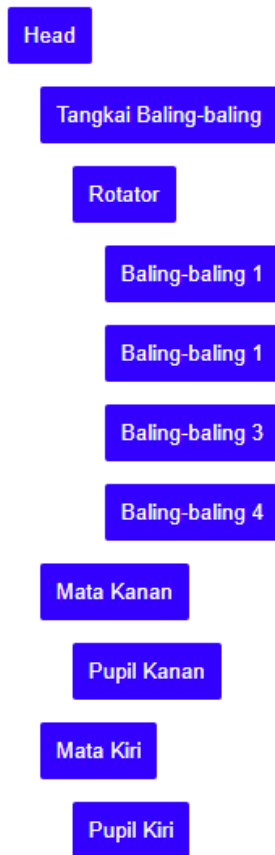 Head
Tangkai Baling-baling
Rotator
Baling-baling 1
Baling-baling 1
Baling-baling 3
Baling-baling 4
Mata Kanan
Pupil Kanan
Mata Kiri
Pupil Kiri